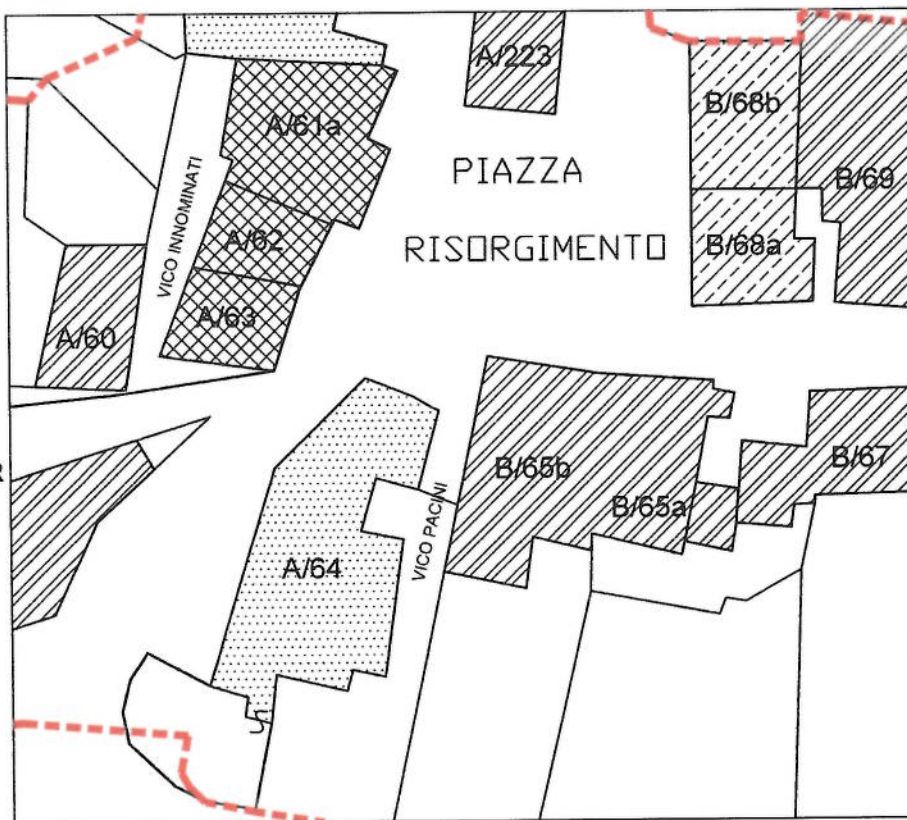 A/223
B/68b
A/61a
PIAZZA
B/69
VICO INNOMINATI
A/62
RISORGIMENTO
B/68a
A/63
A/60
B/65b
B/67
R
B/65a
VICO PACINI
A/64